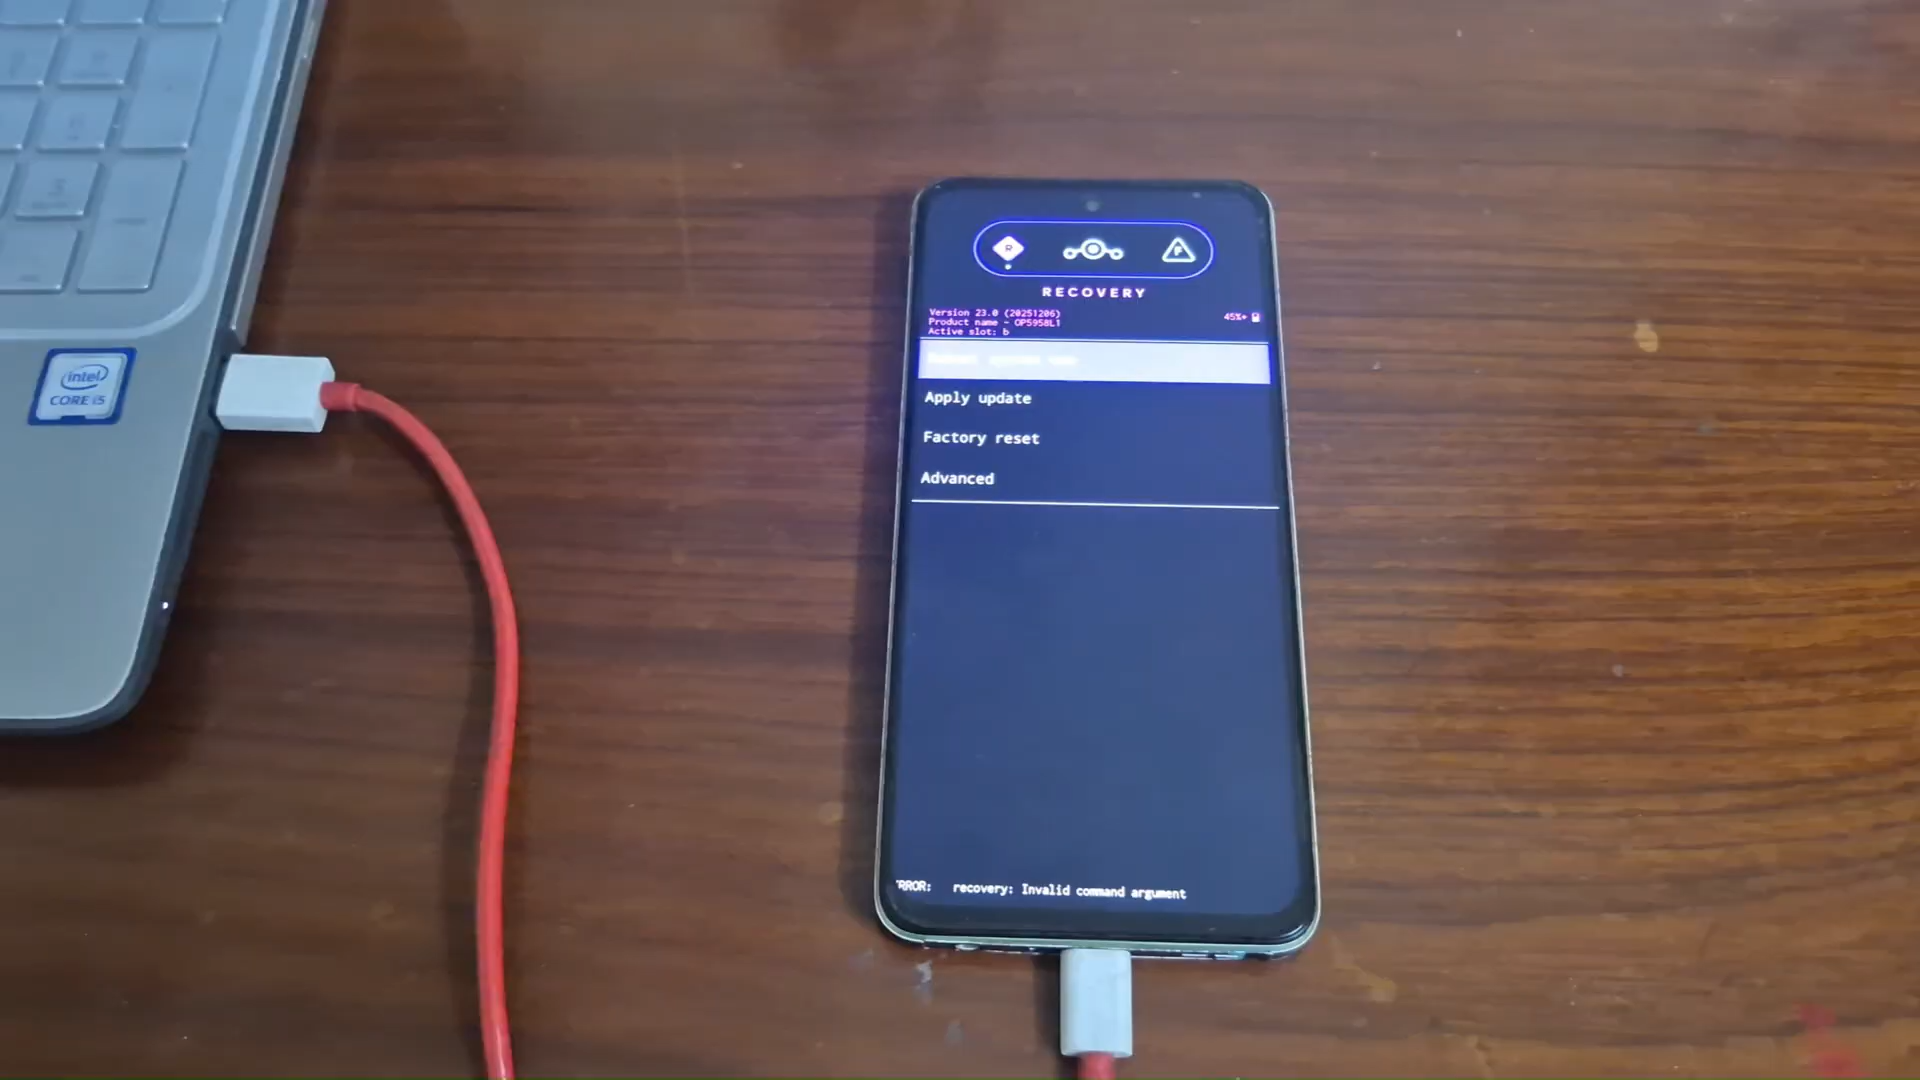 intel
CORE i5
R
F
RECOVERY
Version 23.0 (20251206)
Product name - OP5958L1
Active slot: b
45%+
Apply update
Factory reset
Advanced
RROR: recovery: Invalid command argument